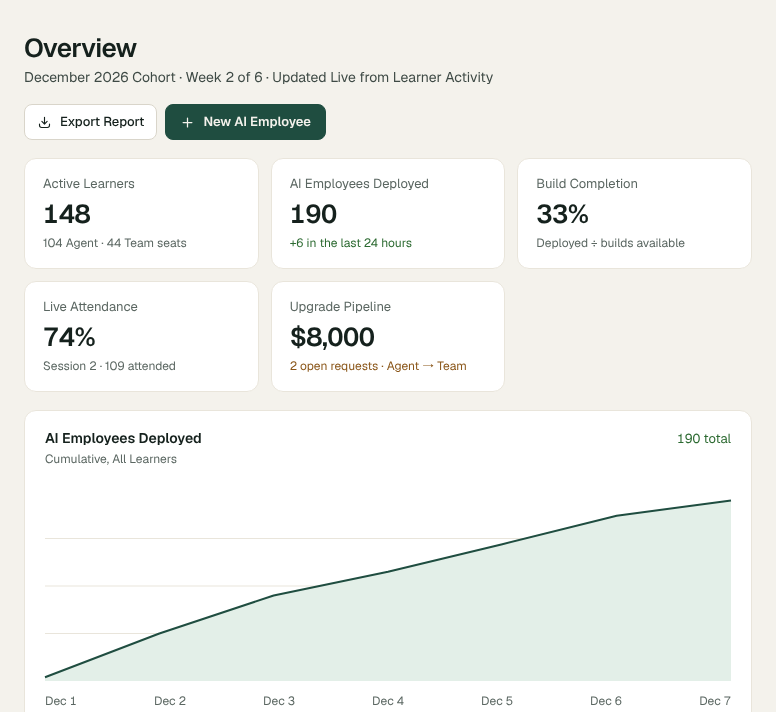 Overview
December 2026 Cohort · Week 2 of 6 · Updated Live from Learner Activity
Export Report
New AI Employee
Active Learners
148
104 Agent · 44 Team seats
AI Employees Deployed
190
+6 in the last 24 hours
Build Completion
33%
Deployed ÷ builds available
Live Attendance
74%
Session 2 · 109 attended
Upgrade Pipeline
$8,000
2 open requests · Agent → Team
AI Employees Deployed
190 total
Cumulative, All Learners
Dec 1 Dec 2 Dec 3 Dec 4 Dec 5 Dec 6 Dec 7